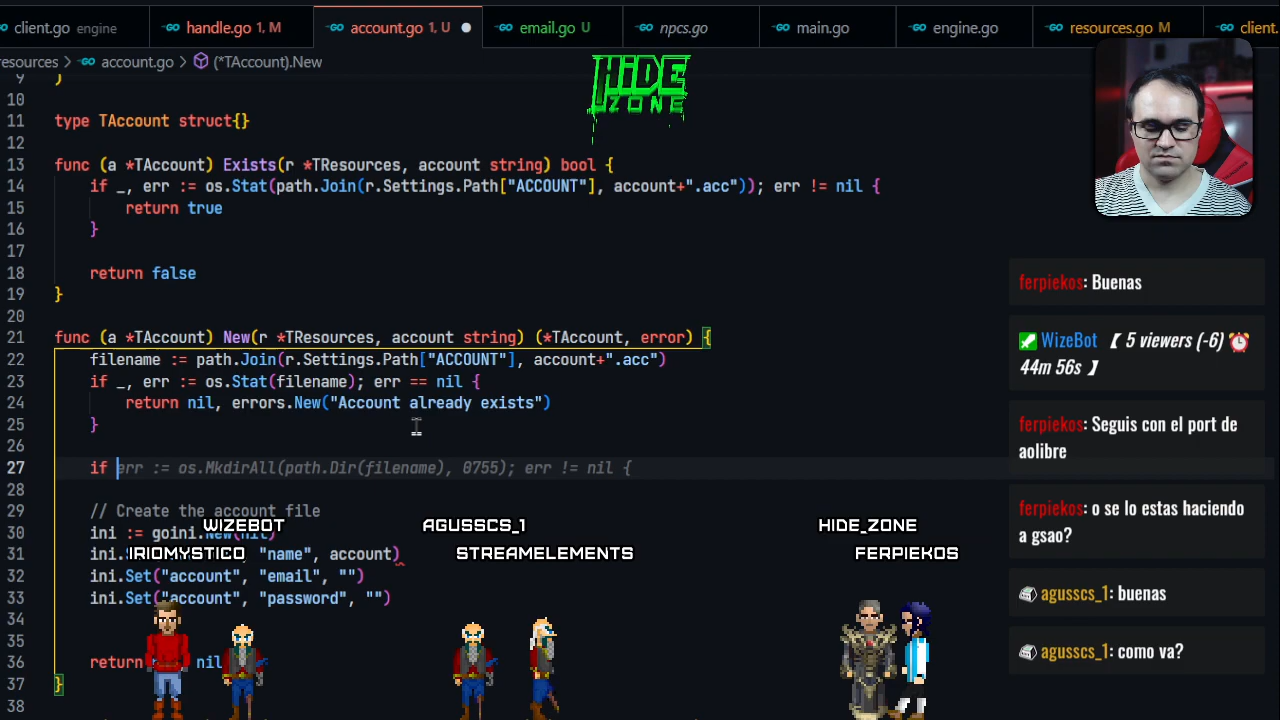 client.go engine
handle.go 1, M
account.go 1, U
email.go U
npcs.go
main.go
engine.go
resources.go M
client.
resources > account.go > (*TAccount).New
HIDE
ZONE
9 )
10
11 type TAccount struct{}
12
13 func (a *TAccount) Exists(r *TResources, account string) bool {
14 if _, err := os.Stat(path.Join(r.Settings.Path["ACCOUNT"], account+".acc")); err != nil {
15 return true
16 }
17
18 return false
19 }
20
21 func (a *TAccount) New(r *TResources, account string) (*TAccount, error) {
22 filename := path.Join(r.Settings.Path["ACCOUNT"], account+".acc")
23 if _, err := os.Stat(filename); err == nil {
24 return nil, errors.New("Account already exists")
25 }
26
27 if err := os.MkdirAll(path.Dir(filename), 0755); err != nil {
28
29 // Create the account file
30 ini := goini.New(nil)
31 ini. "name", account)
32 ini.Set("account", "email", "")
33 ini.Set("account", "password", "")
34
35
36 return nil
37 }
38
WIZEBOT
AGUSSCS_1
HIDE_ZONE
IRIOMYSTICO
STREAMELEMENTS
FERPIEKOS
ferpiekos: Buenas
WizeBot 【 5 viewers (-6) ⏰
44m 56s 】
ferpiekos: Seguis con el port de
aolibre
ferpiekos: o se lo estas haciendo
a gsao?
agusscs_1: buenas
agusscs_1: como va?